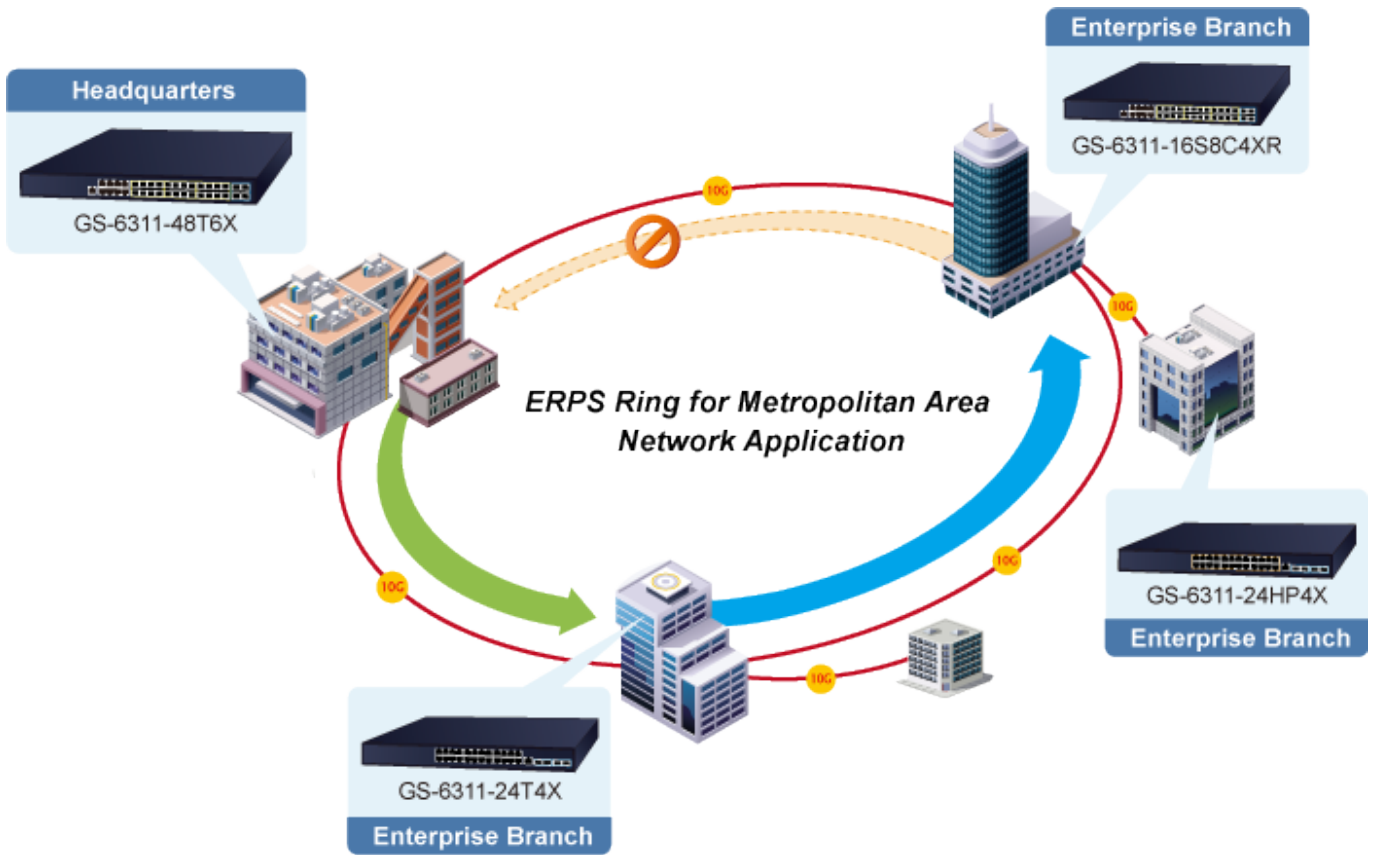 Enterprise Branch
GS-6311-16S8C4XR
Headquarters
GS-6311-48T6X
10G
10G
ERPS Ring for Metropolitan Area
Network Application
GS-6311-24HP4X
Enterprise Branch
10G
10G
10G
GS-6311-24T4X
Enterprise Branch